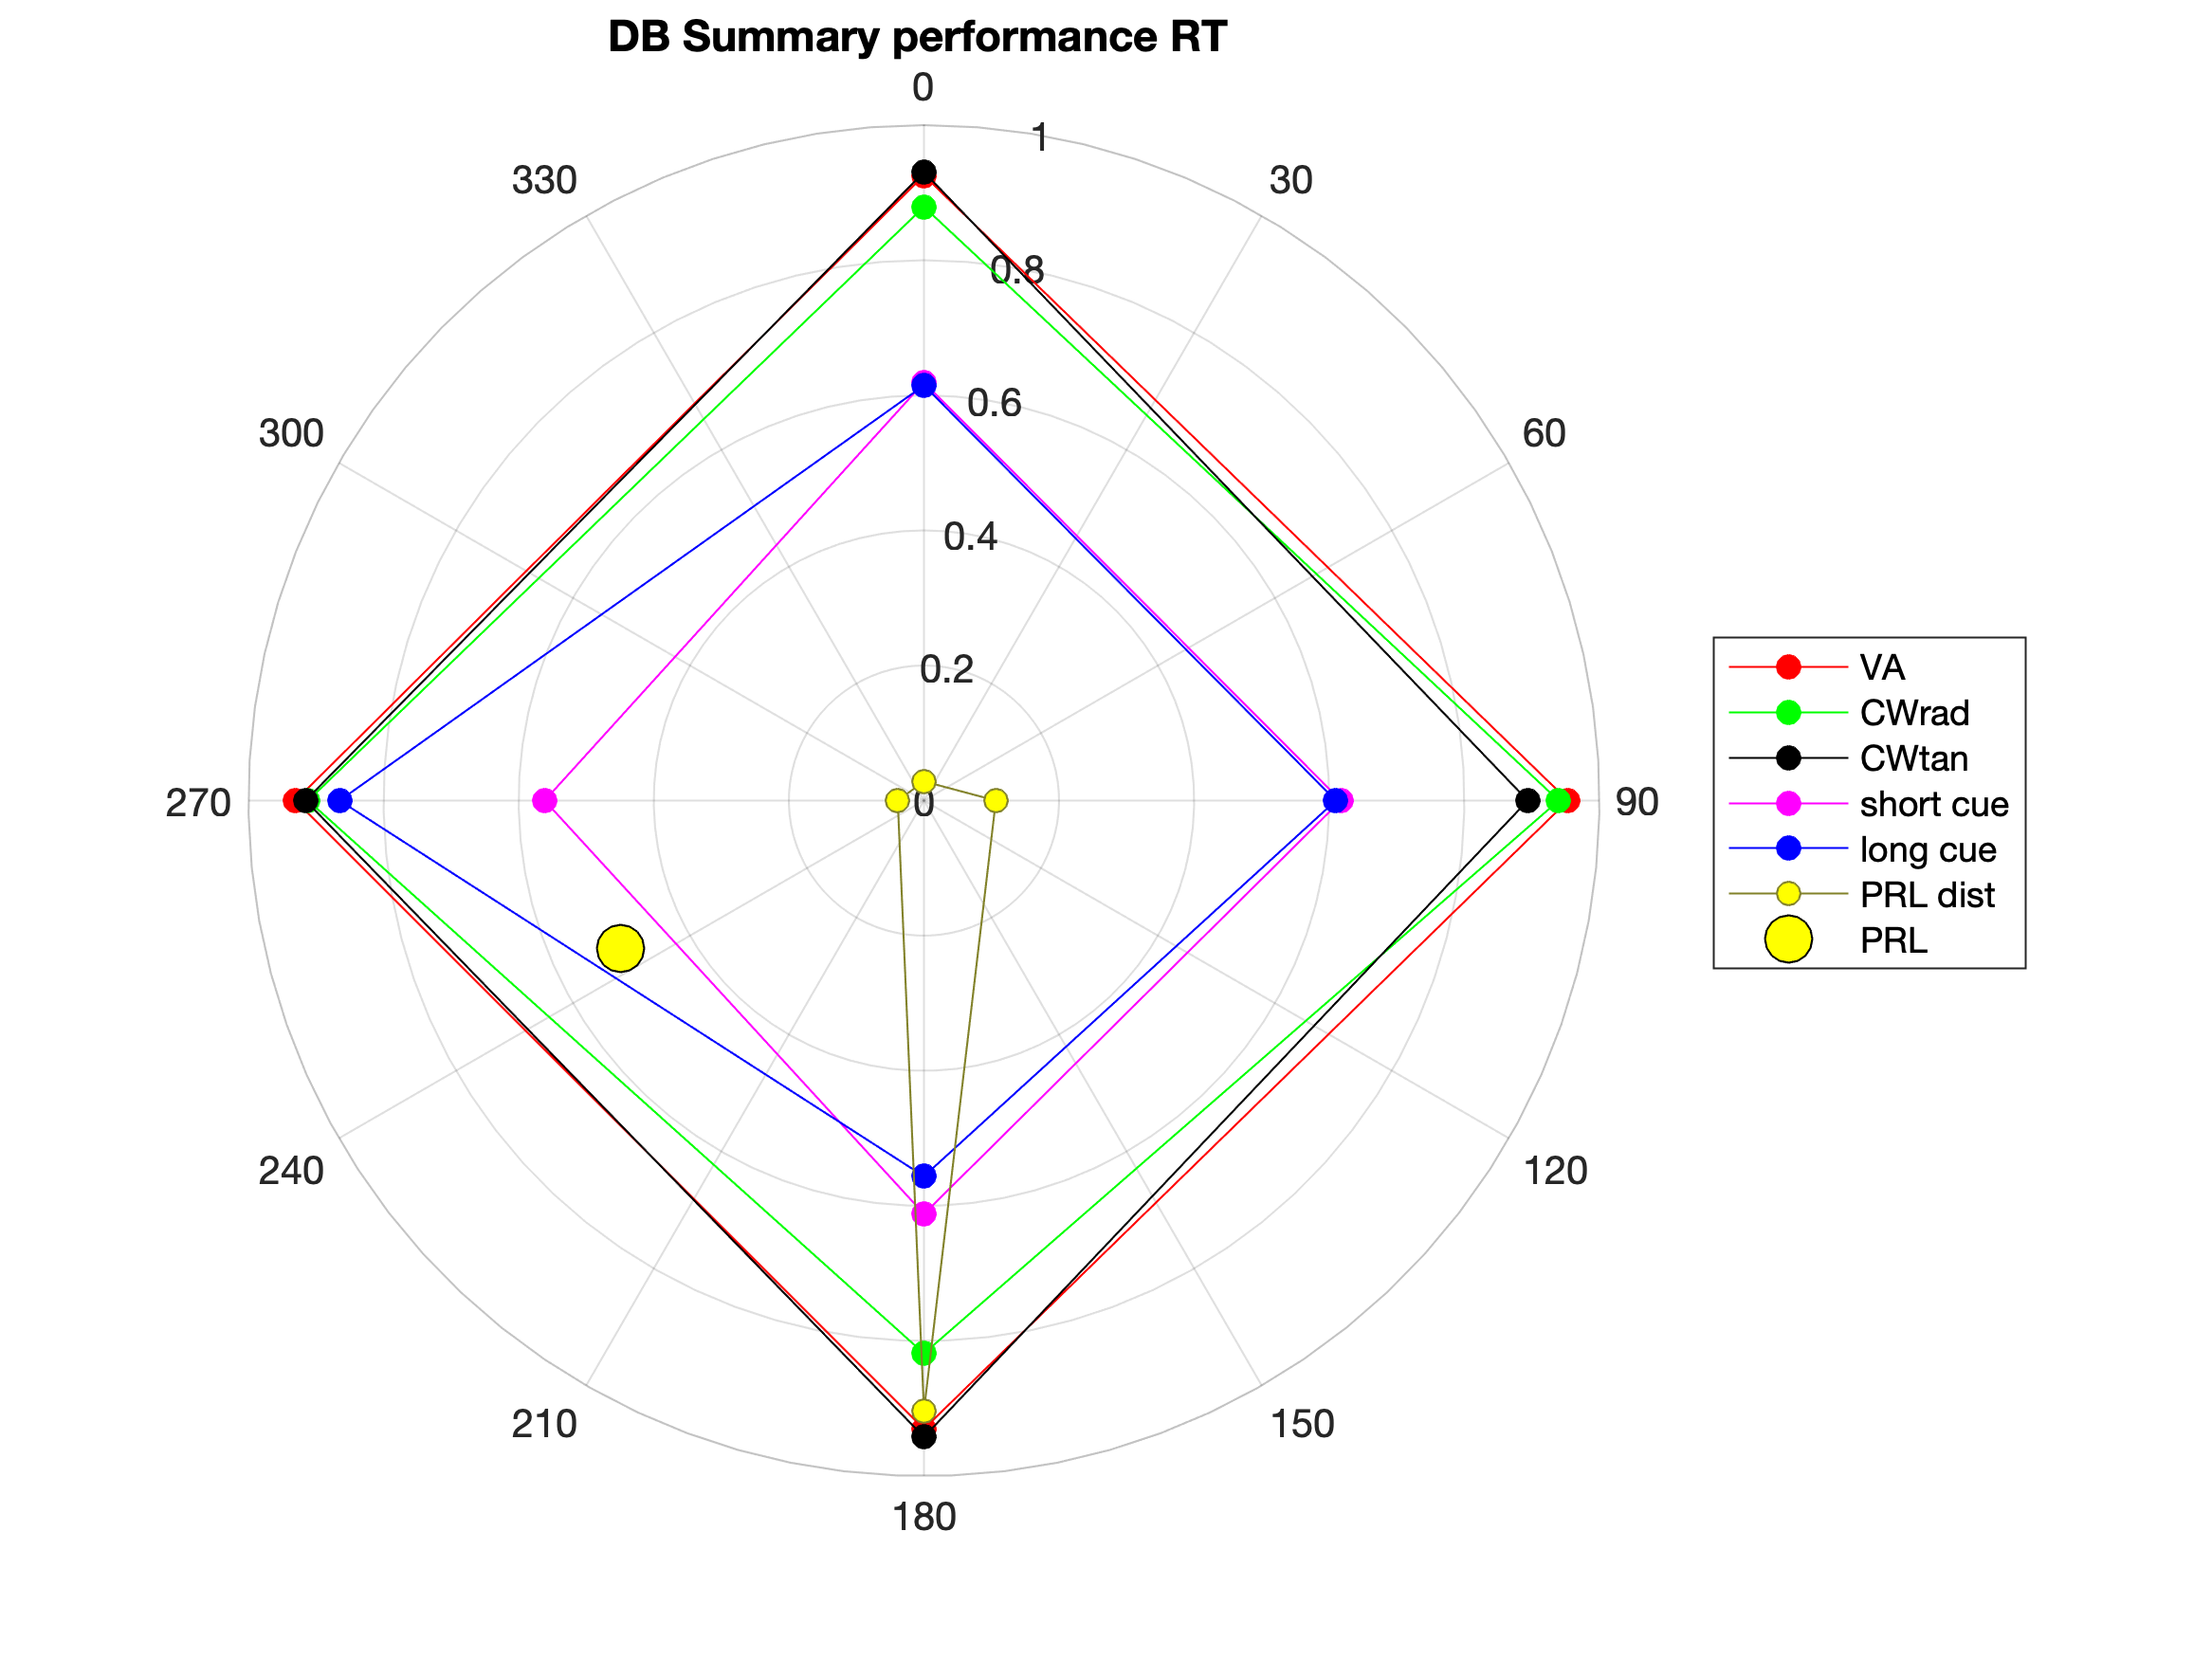 DB Summary performance RT
0
1
330
30
0.8
300
60
0.6
0.4
0.2
270
0
90
240
120
210
150
180
VA
CWrad
CWtan
short cue
long cue
PRL dist
PRL